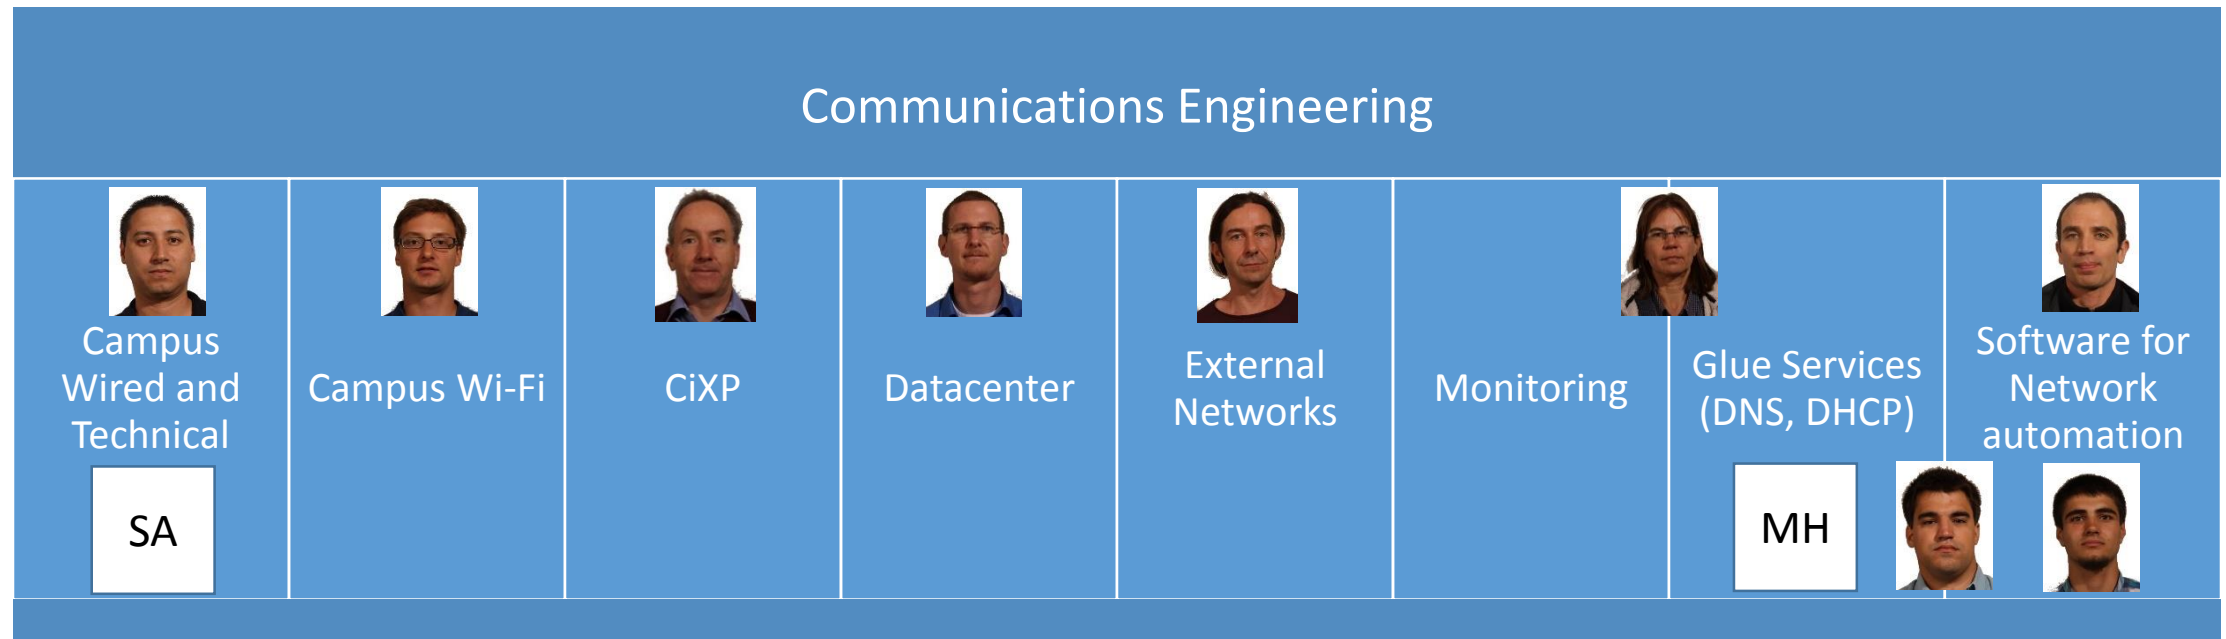 Communications Engineering
Campus
Wired and
Technical
SA
Campus Wi-Fi
CiXP
Datacenter
External
Networks
Monitoring
Glue Services
(DNS, DHCP)
MH
Software for
Network
automation